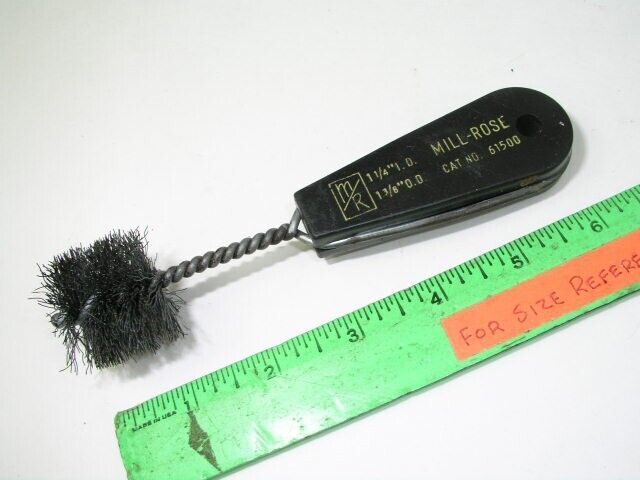 MILL-ROSE
CAT NO. 61500
1 1/4" I.D.
1 3/8" O.D
m/R
1 2 3 4 5 6
MADE IN USA
FOR SIZE REFERE